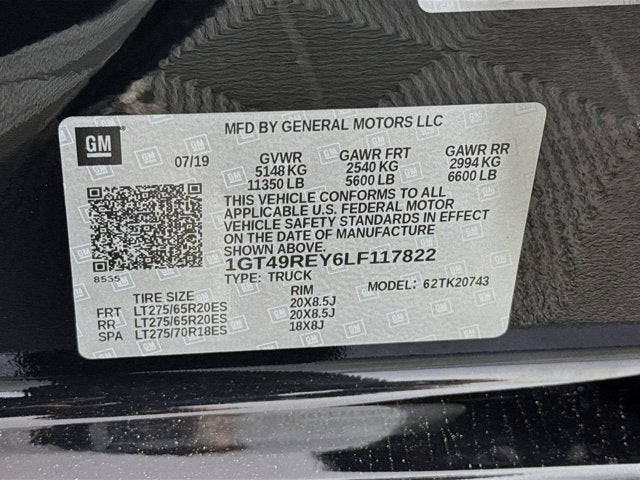 GM
MFD BY GENERAL MOTORS LLC
07/19 GVWR GAWR FRT GAWR RR
5148 KG 2540 KG 2994 KG
11350 LB 5600 LB 6600 LB
THIS VEHICLE CONFORMS TO ALL
APPLICABLE U.S. FEDERAL MOTOR
VEHICLE SAFETY STANDARDS IN EFFECT
ON THE DATE OF MANUFACTURE
SHOWN ABOVE.
8535
1GT49REY6LF117822
TYPE: TRUCK MODEL: 62TK20743
TIRE SIZE RIM
FRT LT275/65R20ES 20X8.5J
RR LT275/65R20ES 20X8.5J
SPA LT275/70R18ES 18X8J